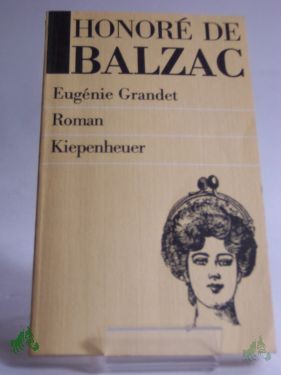 HONORÉ DE
BALZAC
Eugénie Grandet
Roman
Kiepenheuer